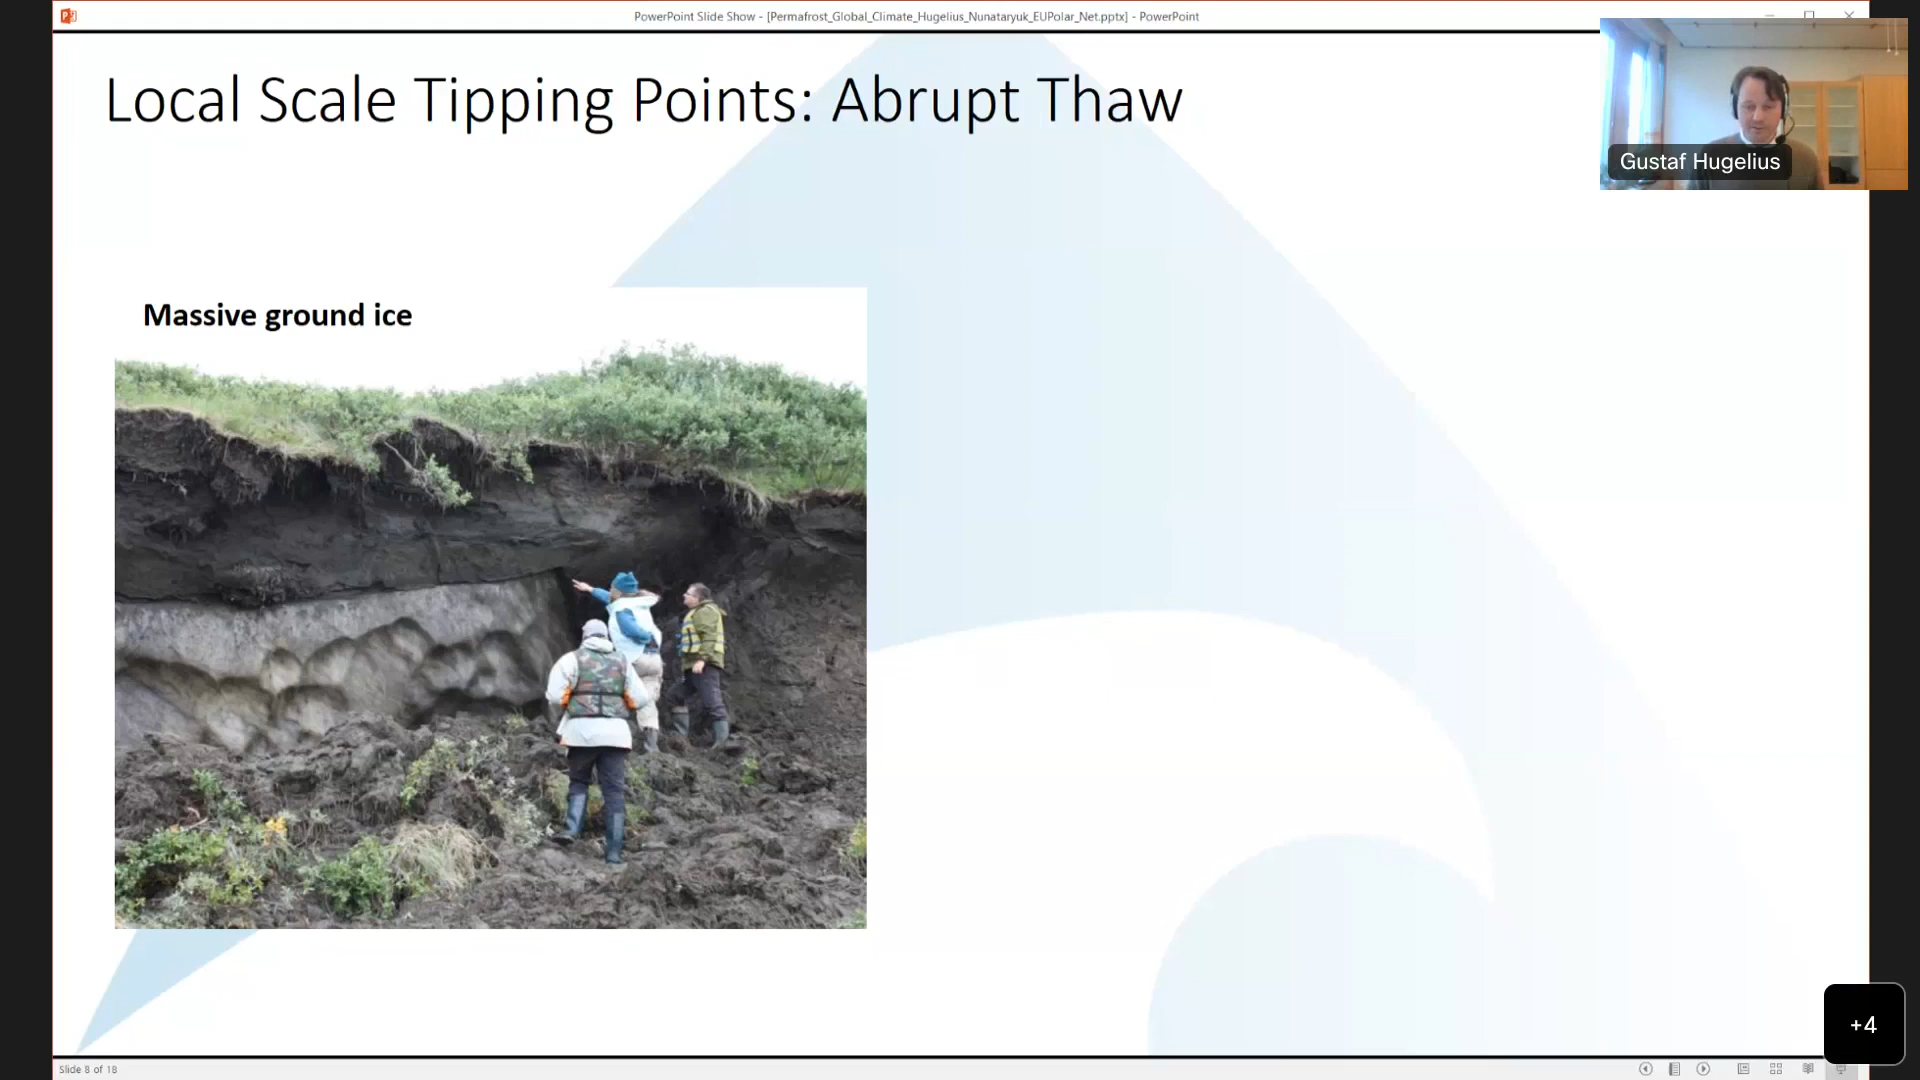 PowerPoint Slide Show - [Permafrost_Global_Climate_Hugelius_Nunataryuk_EUPolar_Net.pptx] - PowerPoint
Local Scale Tipping Points: Abrupt Thaw
Gustaf Hugelius
Massive ground ice
+4
Slide 8 of 18